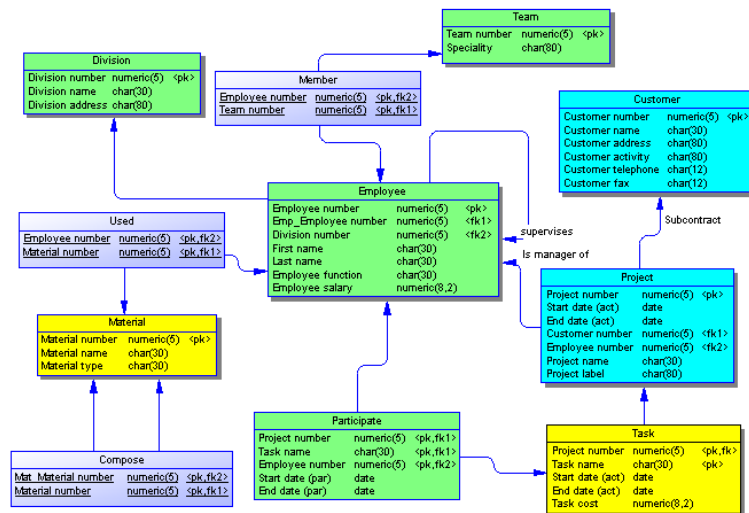 Team
Team number numeric(5) <pk>
Speciality char(80)
Division
Division number numeric(5) <pk>
Division name char(30)
Division address char(80)
Member
Employee number numeric(5) <pk,fk2>
Team number numeric(5) <pk,fk1>
Customer
Customer number numeric(5) <pk>
Customer name char(30)
Customer address char(80)
Customer activity char(80)
Customer telephone char(12)
Customer fax char(12)
Employee
Employee number numeric(5) <pk>
Emp_Employee number numeric(5) <fk1>
Division number numeric(5) <fk2>
First name char(30)
Last name char(30)
Employee function char(30)
Employee salary numeric(8,2)
Used
Employee number numeric(5) <pk,fk2>
Material number numeric(5) <pk,fk1>
supervises
Subcontract
Is manager of
Project
Project number numeric(5) <pk>
Start date (act) date
End date (act) date
Customer number numeric(5) <fk1>
Employee number numeric(5) <fk2>
Project name char(30)
Project label char(80)
Material
Material number numeric(5) <pk>
Material name char(30)
Material type char(30)
Participate
Project number numeric(5) <pk,fk1>
Task name char(30) <pk,fk1>
Employee number numeric(5) <pk,fk2>
Start date (par) date
End date (par) date
Task
Project number numeric(5) <pk,fk>
Task name char(30) <pk>
Start date (act) date
End date (act) date
Task cost numeric(8,2)
Compose
Mat_Material number numeric(5) <pk,fk2>
Material number numeric(5) <pk,fk1>